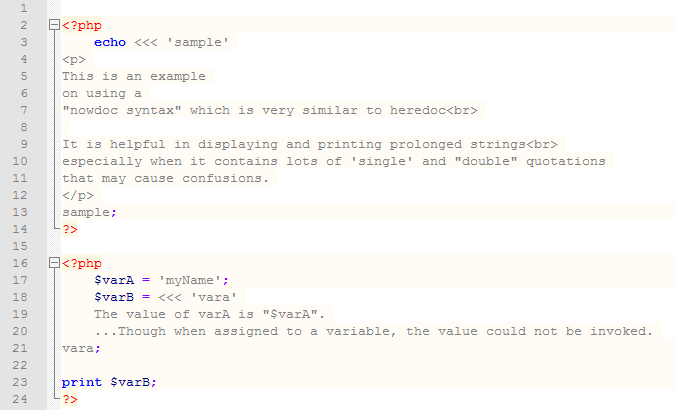 1
2 <?php
3 echo <<< 'sample'
4 <p>
5 This is an example
6 on using a
7 "nowdoc syntax" which is very similar to heredoc<br>
8
9 It is helpful in displaying and printing prolonged strings<br>
10 especially when it contains lots of 'single' and "double" quotations
11 that may cause confusions.
12 </p>
13 sample;
14 ?>
15
16 <?php
17 $varA = 'myName';
18 $varB = <<< 'vara'
19 The value of varA is "$varA".
20 ...Though when assigned to a variable, the value could not be invoked.
21 vara;
22
23 print $varB;
24 ?>